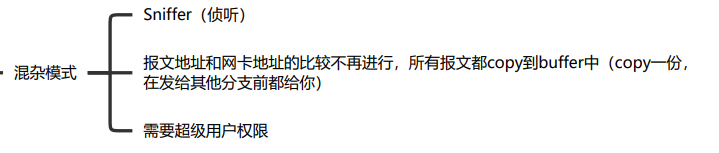 Sniffer（侦听）
报文地址和网卡地址的比较不再进行，所有报文都copy到buffer中（copy一份，
在发给其他分支前都给你）
混杂模式
需要超级用户权限